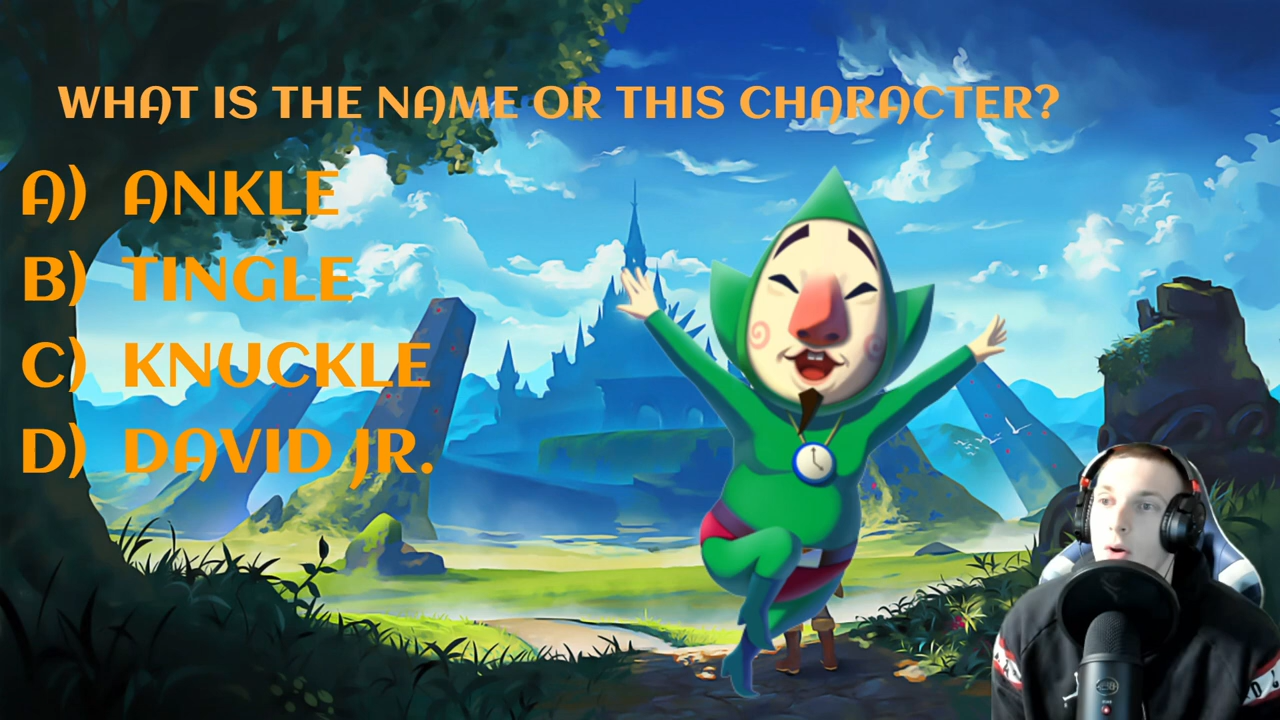 WHAT IS THE NAME OR THIS CHARACTER?
A) ANKLE
B) TINGLE
C) KNUCKLE
D) DAVID JR.